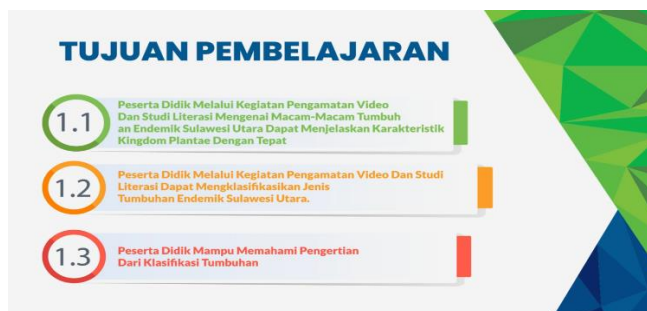 TUJUAN PEMBELAJARAN
1.1
Peserta Didik Melalui Kegiatan Pengamatan Video
Dan Studi Literasi Mengenai Macam-Macam Tumbuh
an Endemik Sulawesi Utara Dapat Menjelaskan Karakteristik
Kingdom Plantae Dengan Tepat
1.2
Peserta Didik Melalui Kegiatan Pengamatan Video Dan Studi
Literasi Dapat Mengklasifikasikan Jenis
Tumbuhan Endemik Sulawesi Utara.
1.3
Peserta Didik Mampu Memahami Pengertian
Dari Klasifikasi Tumbuhan